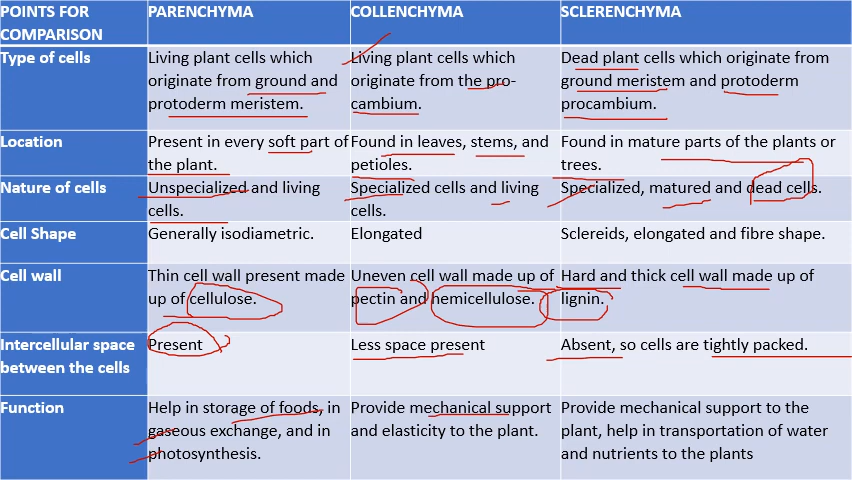 POINTS FOR PARENCHYMA COLLENCHYMA SCLERENCHYMA
COMPARISON
Type of cells Living plant cells which Living plant cells which Dead plant cells which originate from
originate from ground and originate from the pro- ground meristem and protoderm
protoderm meristem. cambium. procambium.
Location Present in every soft part of Found in leaves, stems, and Found in mature parts of the plants or
the plant. petioles. trees.
Nature of cells Unspecialized and living Specialized cells and living Specialized, matured and dead cells.
cells. cells.
Cell Shape Generally isodiametric. Elongated Sclereids, elongated and fibre shape.
Cell wall Thin cell wall present made Uneven cell wall made up of Hard and thick cell wall made up of
up of cellulose. pectin and hemicellulose. lignin.
Intercellular space Present Less space present Absent, so cells are tightly packed.
between the cells
Function Help in storage of foods, in Provide mechanical support Provide mechanical support to the
gaseous exchange, and in and elasticity to the plant. plant, help in transportation of water
photosynthesis. and nutrients to the plants